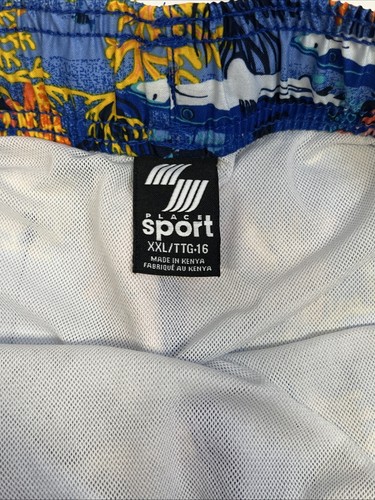 PLACE
sport
XXL/TTG•16
MADE IN KENYA
FABRIQUÉ AU KENYA